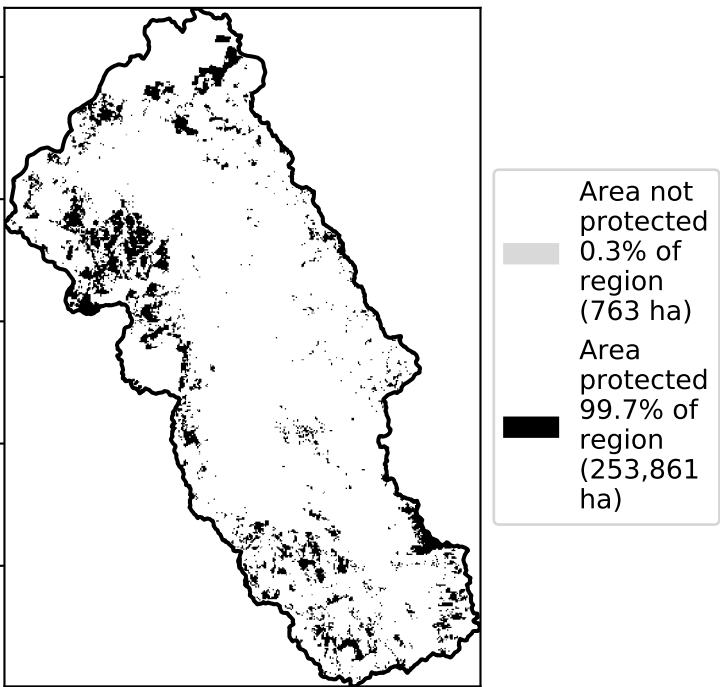 Area not
protected
0.3% of
region
(763 ha)
Area
protected
99.7% of
region
(253,861
ha)